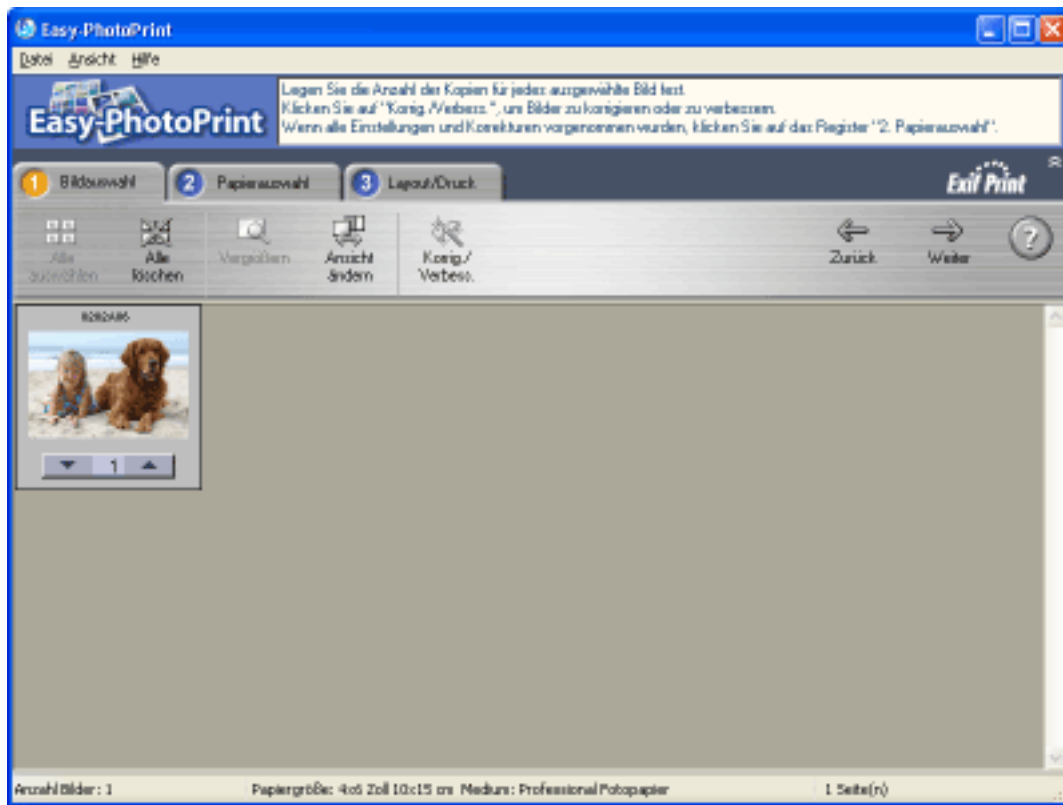 Easy-PhotoPrint
Datei Ansicht Hilfe
Easy-PhotoPrint
Legen Sie die Anzahl der Kopien für jedes ausgewählte Bild fest.
Klicken Sie auf "Korrig./Verbess.", um Bilder zu korrigieren oder zu verbessern.
Wenn alle Einstellungen und Korrekturen vorgenommen wurden, klicken Sie auf das Register "2. Papierauswahl".
1 Bildauswahl 2 Papierauswahl 3 Layout/Druck
Exif Print
Alle auswählen
Alle löschen
Vergrößern
Ansicht ändern
Korrig./ Verbess.
Zurück
Weiter
?
1
Anzahl Bilder: 1 Papiergröße: 4x6 Zoll 10x15 cm Medium: Professional Fotopapier 1 Seite(n)